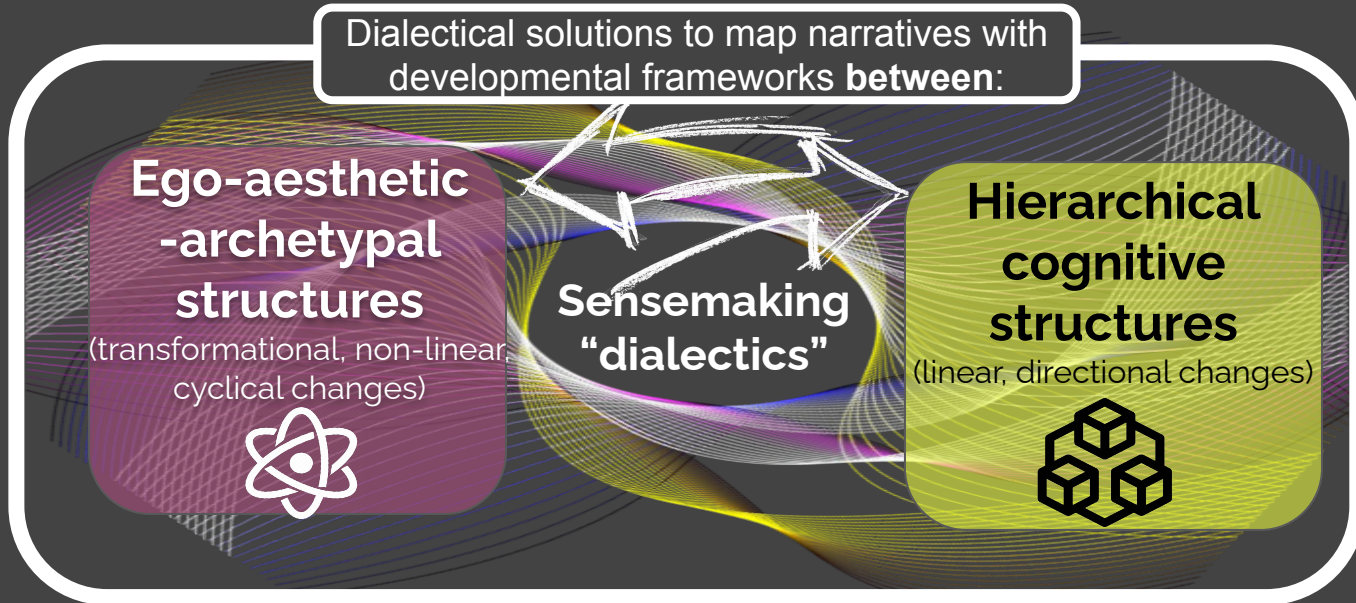 Dialectical solutions to map narratives with
developmental frameworks between:
Ego-aesthetic
-archetypal
structures
(transformational, non-linear,
cyclical changes)
Sensemaking
“dialectics”
Hierarchical
cognitive
structures
(linear, directional changes)